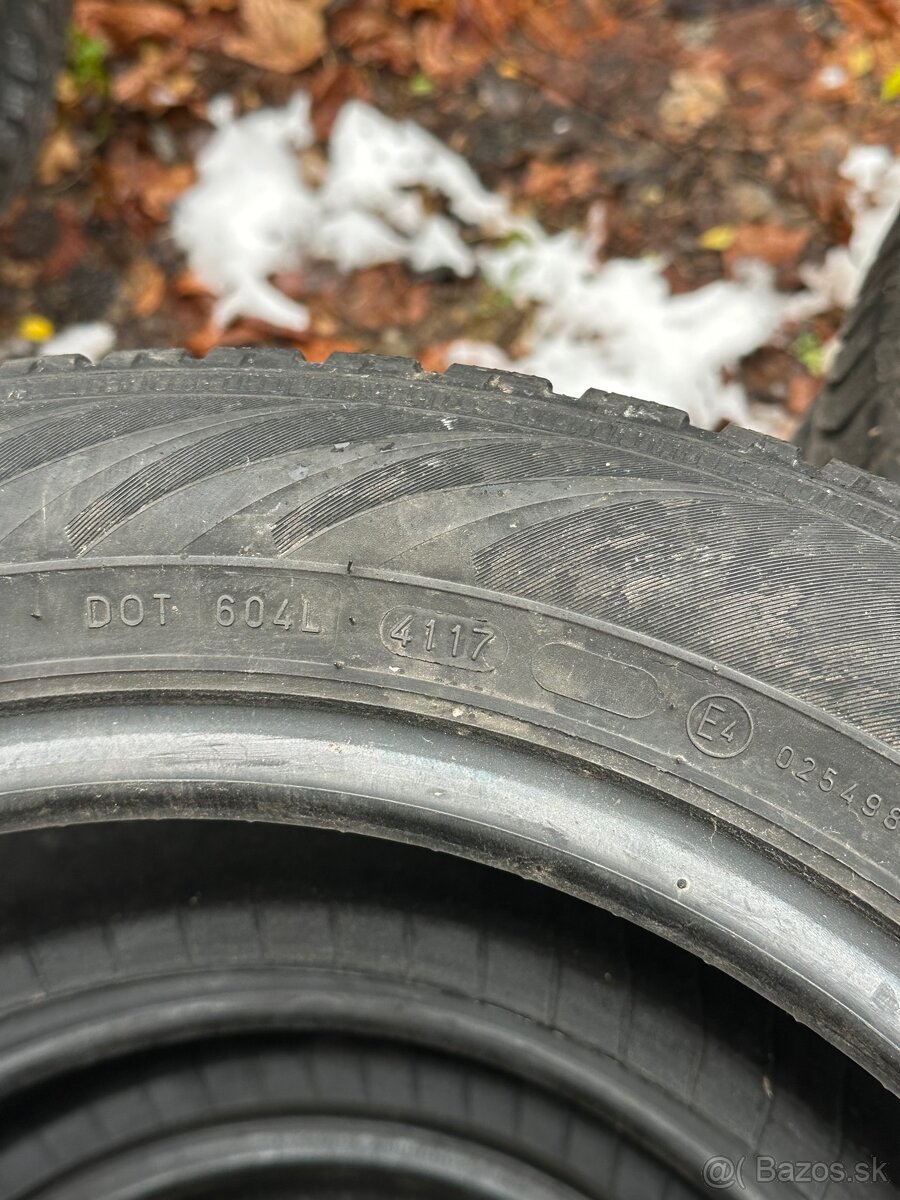 DOT 604L 4117
E4 025498
@( Bazos.sk